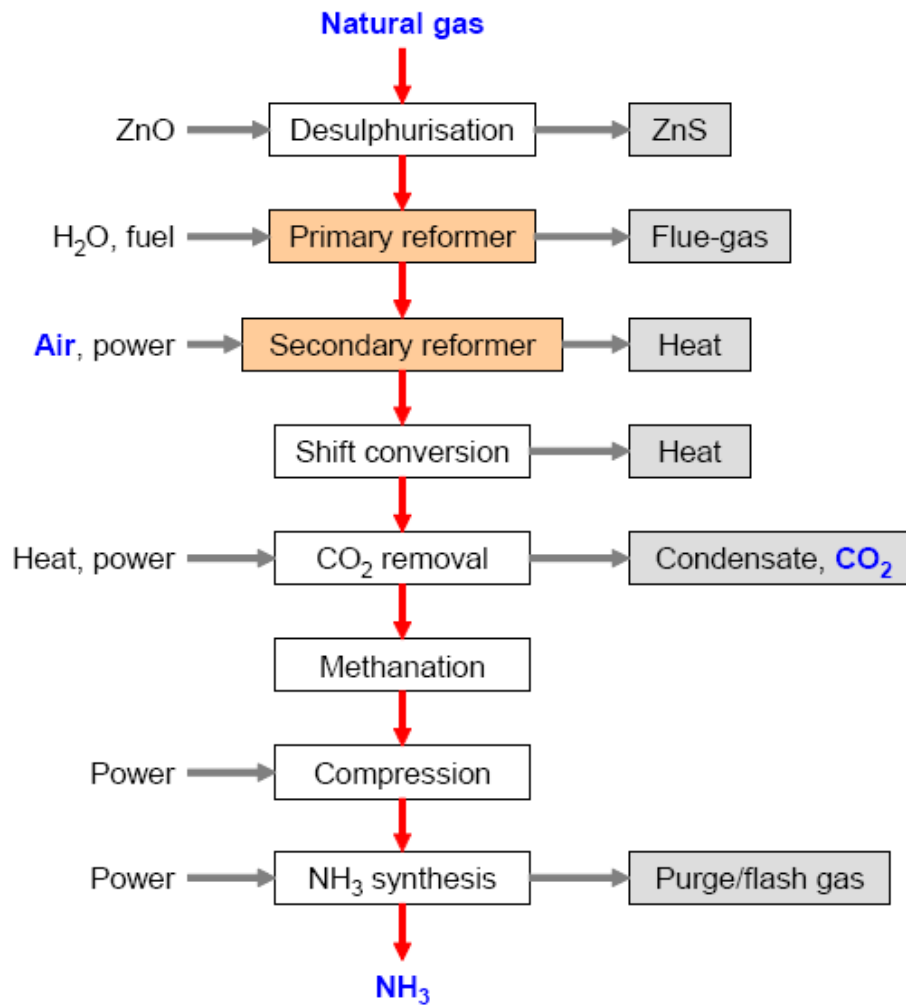 Natural gas
ZnO Desulphurisation ZnS
H₂O, fuel Primary reformer Flue-gas
Air, power Secondary reformer Heat
Shift conversion Heat
Heat, power CO₂ removal Condensate, CO₂
Methanation
Power Compression
Power NH₃ synthesis Purge/flash gas
NH₃